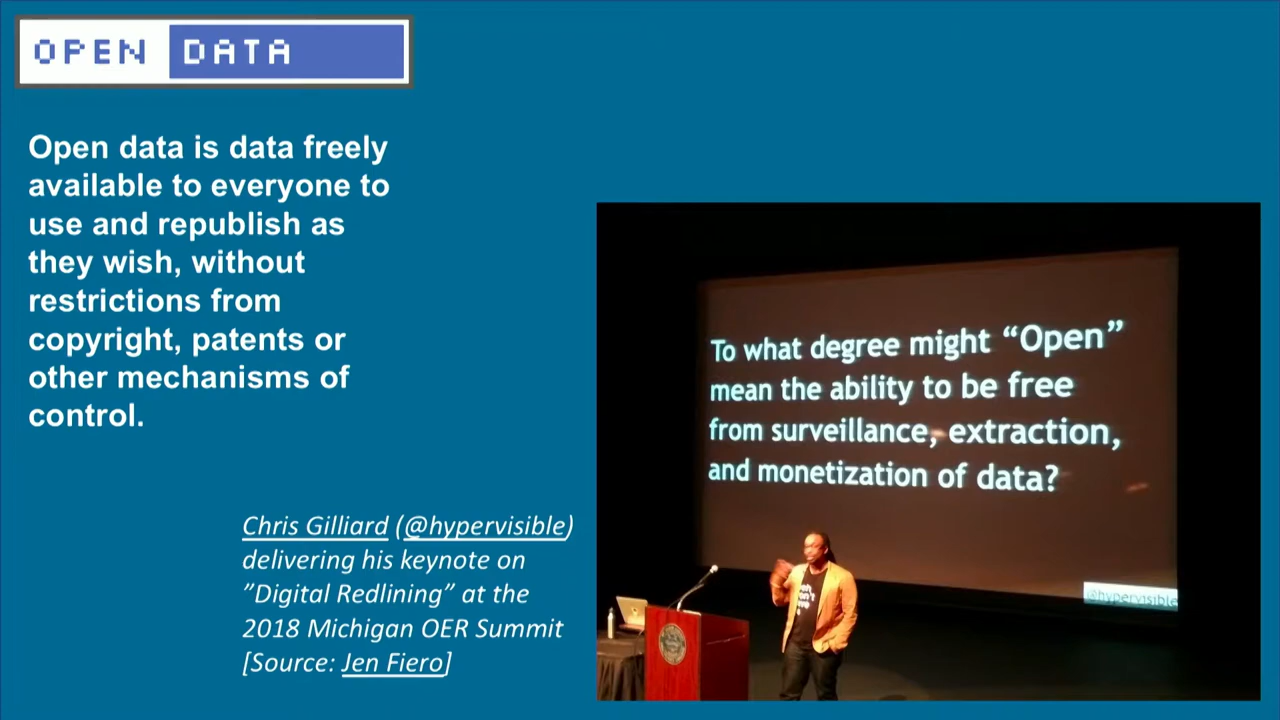 OPEN DATA
Open data is data freely
available to everyone to
use and republish as
they wish, without
restrictions from
copyright, patents or
other mechanisms of
control.
To what degree might “Open”
mean the ability to be free
from surveillance, extraction,
and monetization of data?
@hypervisible
Chris Gilliard (@hypervisible)
delivering his keynote on
”Digital Redlining” at the
2018 Michigan OER Summit
[Source: Jen Fiero]